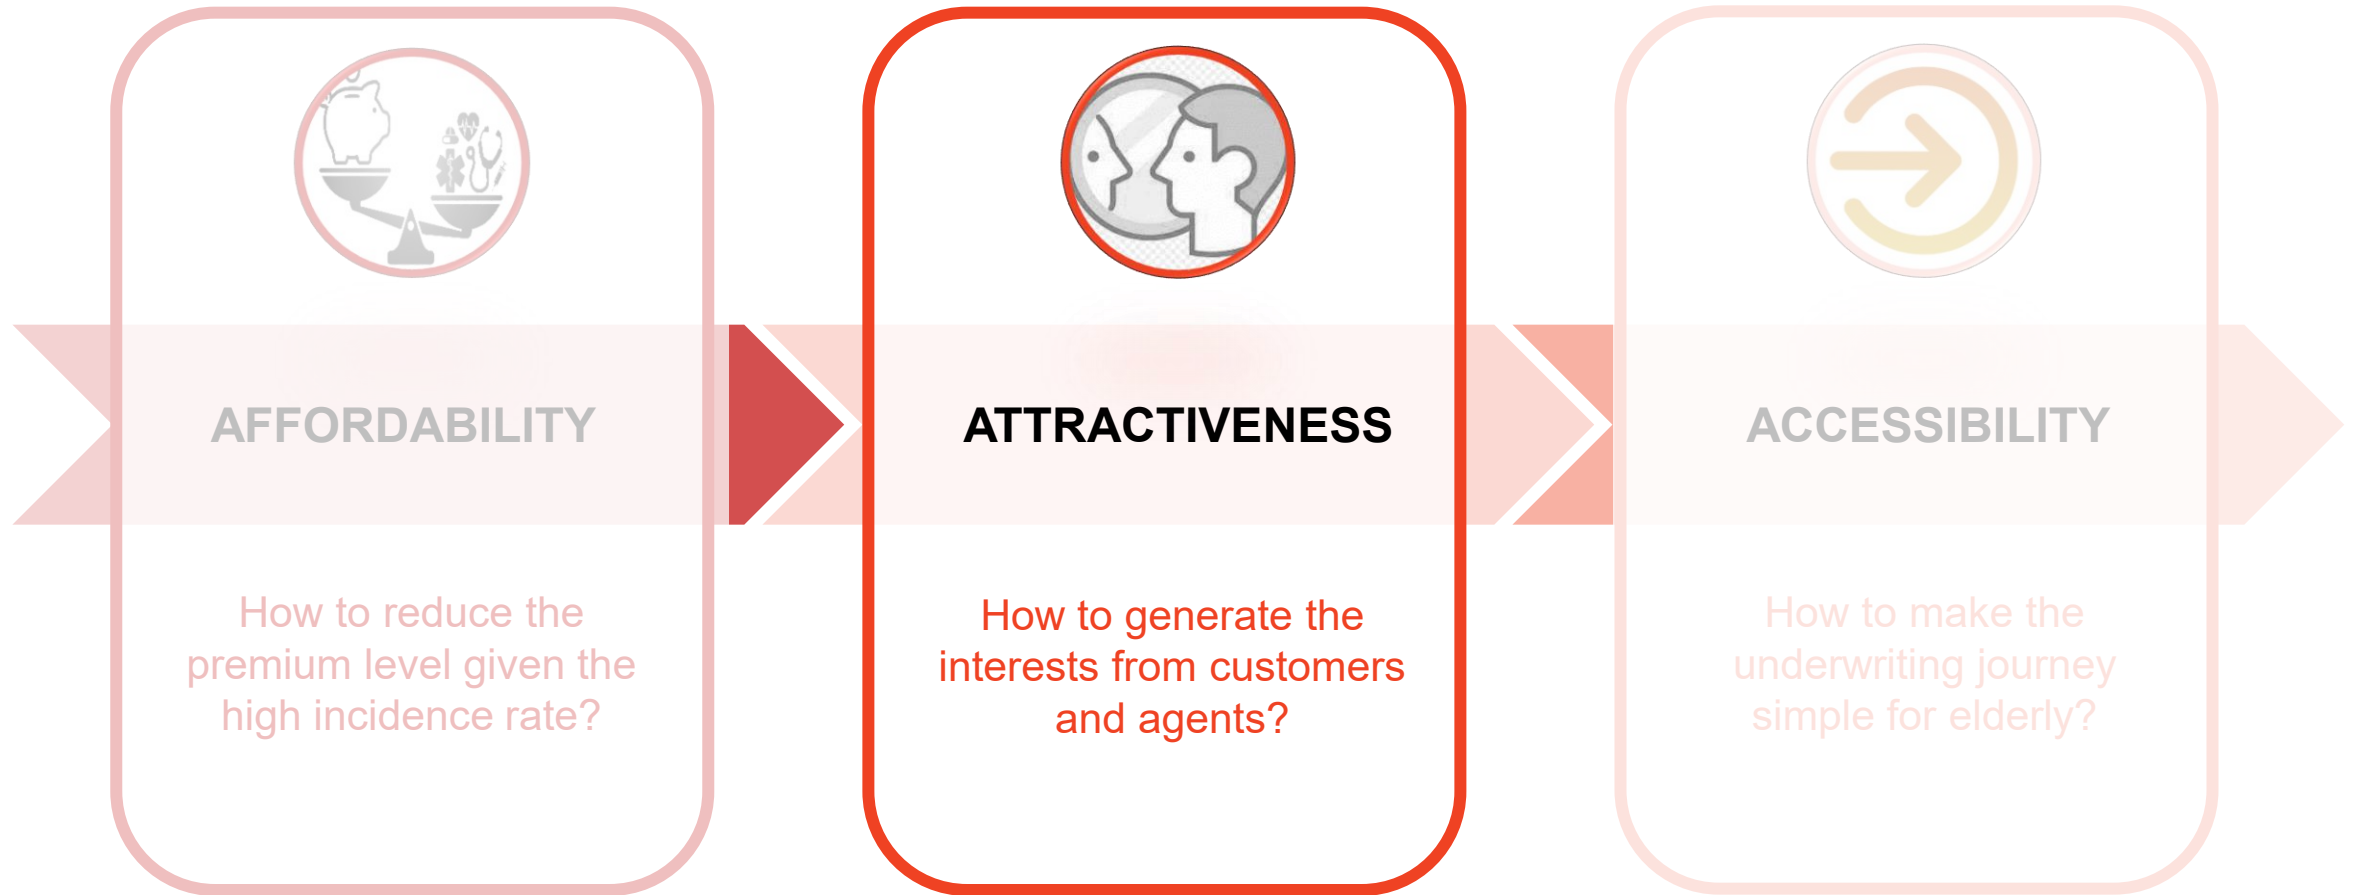 AFFORDABILITY
How to reduce the
premium level given the
high incidence rate?
ATTRACTIVENESS
How to generate the
interests from customers
and agents?
ACCESSIBILITY
How to make the
underwriting journey
simple for elderly?